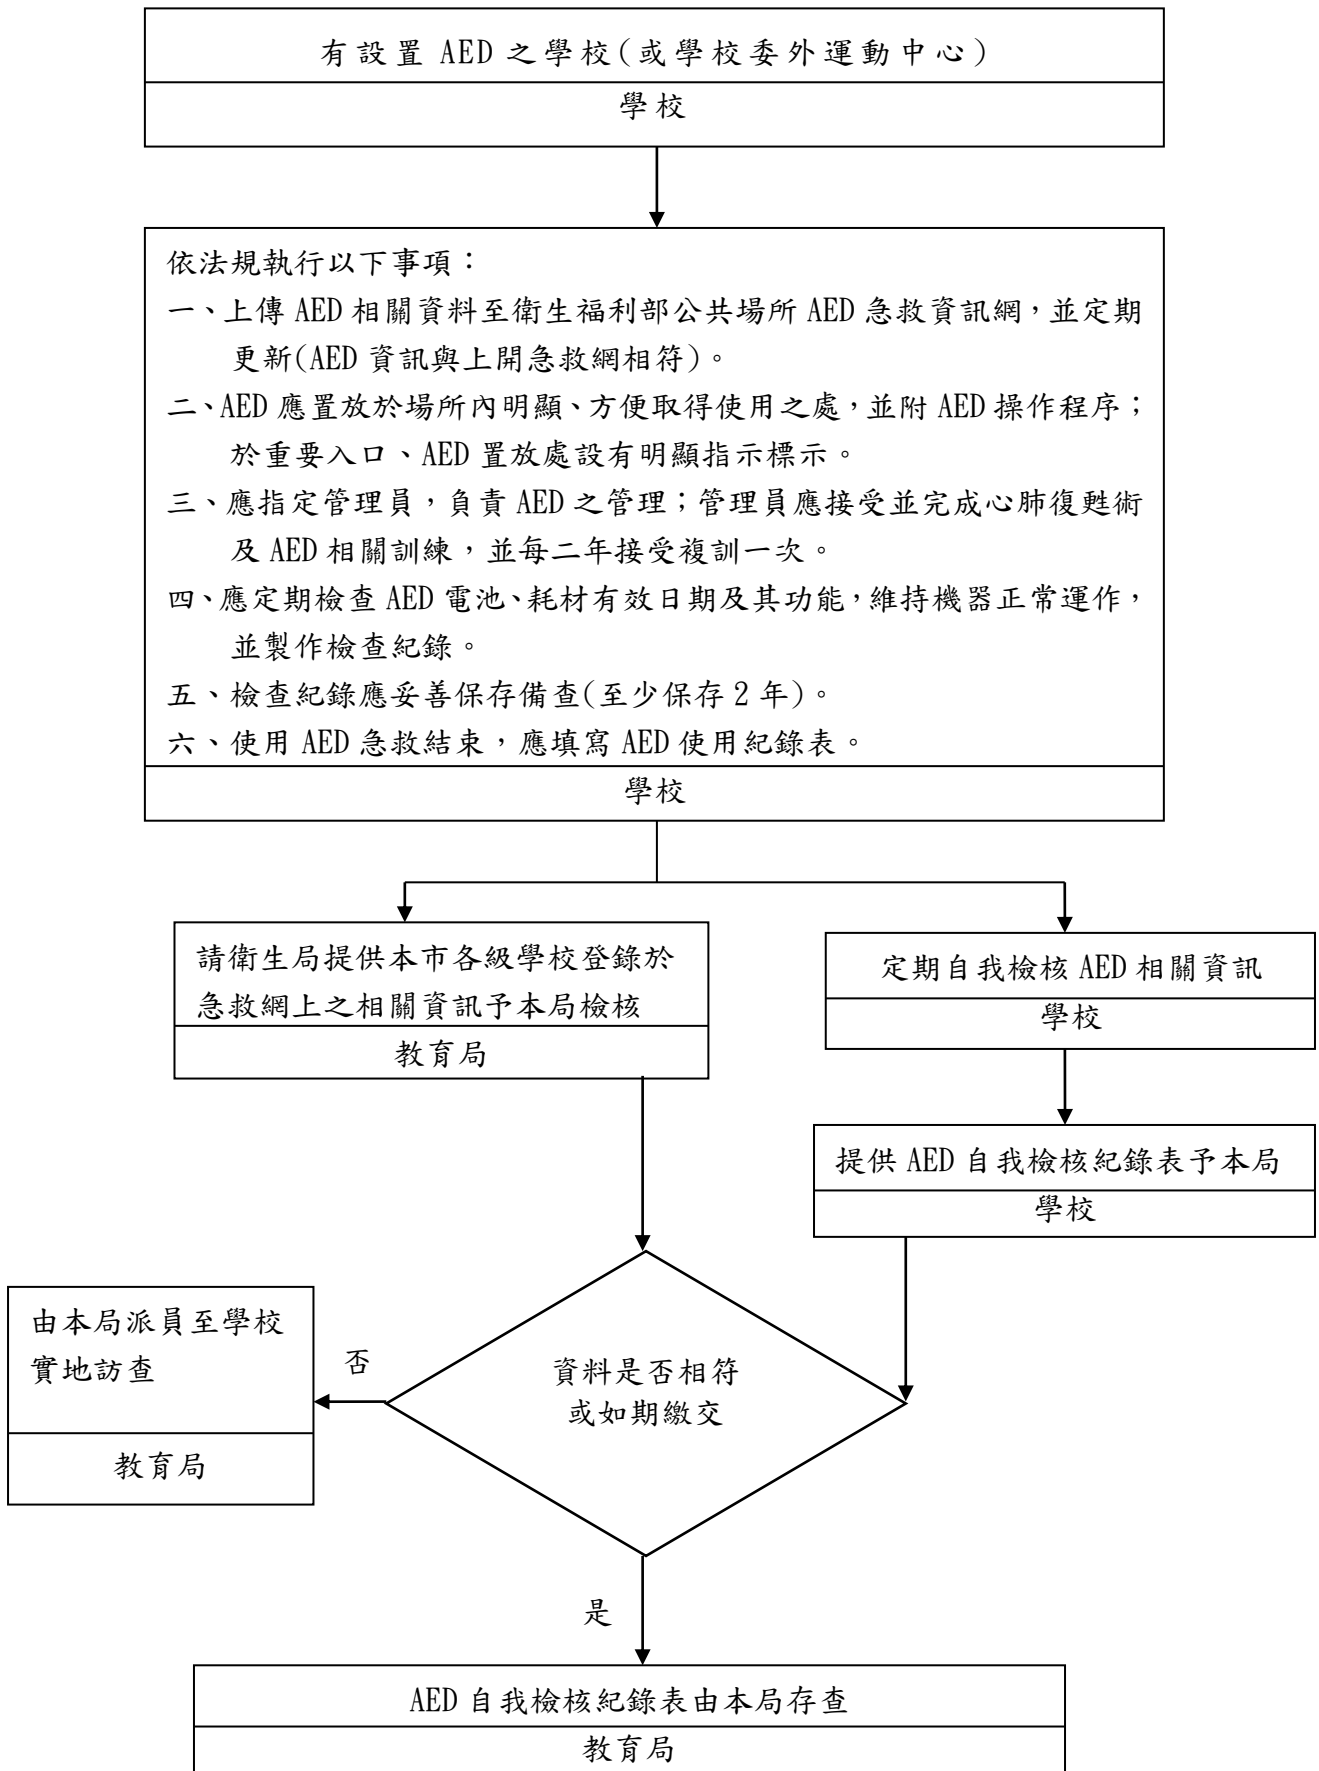 有設置 AED 之學校(或學校委外運動中心)
學校
依法規執行以下事項：
一、上傳 AED 相關資料至衛生福利部公共場所 AED 急救資訊網，並定期
更新(AED 資訊與上開急救網相符)。
二、AED 應置放於場所內明顯、方便取得使用之處，並附 AED 操作程序；
於重要入口、AED 置放處設有明顯指示標示。
三、應指定管理員，負責 AED 之管理；管理員應接受並完成心肺復甦術
及 AED 相關訓練，並每二年接受複訓一次。
四、應定期檢查 AED 電池、耗材有效日期及其功能，維持機器正常運作，
並製作檢查紀錄。
五、檢查紀錄應妥善保存備查(至少保存 2 年)。
六、使用 AED 急救結束，應填寫 AED 使用紀錄表。
學校
請衛生局提供本市各級學校登錄於
急救網上之相關資訊予本局檢核
教育局
定期自我檢核 AED 相關資訊
學校
提供 AED 自我檢核紀錄表予本局
學校
由本局派員至學校
實地訪查
教育局
否
資料是否相符
或如期繳交
是
AED 自我檢核紀錄表由本局存查
教育局